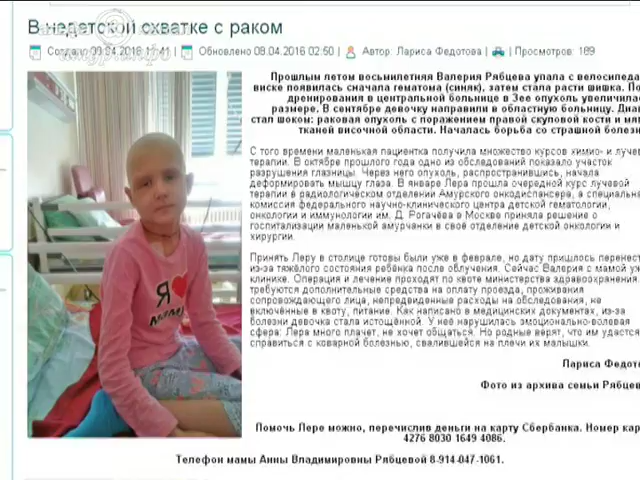 В недетской схватке с раком
Обновлено 08.04.2016 02:50 | Автор: Лариса Федотова | Просмотров: 189
Прошлым летом восьмилетняя Валерия Рябцева упала с велосипеда
виске появилась сначала гематома (синяк), затем стала расти шишка. По
дренирования в центральной больнице в Зее опухоль увеличилась
размере. В сентябре девочку направили в областную больницу. Диа
стал шоком: раковая опухоль с поражением правой скуловой кости и мя
тканей височной области. Началась борьба со страшной болезн
С того времени маленькая пациентка получила множество курсов химио- и луче
терапии. В октябре прошлого года одно из обследований показало участок
разрушения глазницы. Через него опухоль, распространившись, начала
деформировать мышцу глаза. В январе Лера прошла очередной курс лучевой
терапии в радиологическом отделении Амурского онкодиспансера, а специальн
комиссия федерального научно-клинического центра детской гематологии,
онкологии и иммунологии им. Д. Рогачёва в Москве приняла решение о
госпитализации маленькой амурчанки в своё отделение детской онкологии и
хирургии.
Принять Леру в столице готовы были уже в феврале, но дату пришлось перенест
из-за тяжёлого состояния ребёнка после облучения. Сейчас Валерия с мамой уж
клинике. Операция и лечение проходят по квоте министерства здравоохранения.
требуются дополнительные средства на оплату проезда, проживания
сопровождающего лица, непредвиденные расходы на обследования, не
включённые в квоту, питание. Как написано в медицинских документах, из-за
болезни девочка стала истощённой. У неё нарушилась эмоционально-волевая
сфера: Лера много плачет, не хочет общаться. Но родные верят, что им удастс
справиться с коварной болезнью, свалившейся на плечи их малышки.
Лариса Федото
Фото из архива семьи Рябцев
Я
МАМУ
Помочь Лере можно, перечислив деньги на карту Сбербанка. Номер кар
4276 8030 1649 4086.
Телефон мамы Анны Владимировны Рябцевой 8-914-047-1061.